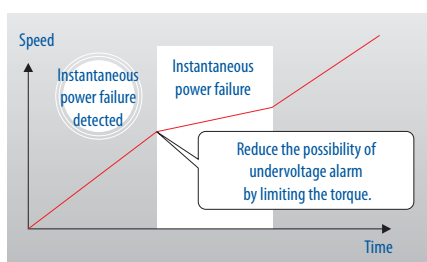 Speed
Instantaneous
power failure
detected
Instantaneous
power failure
Reduce the possibility of
undervoltage alarm
by limiting the torque.
Time